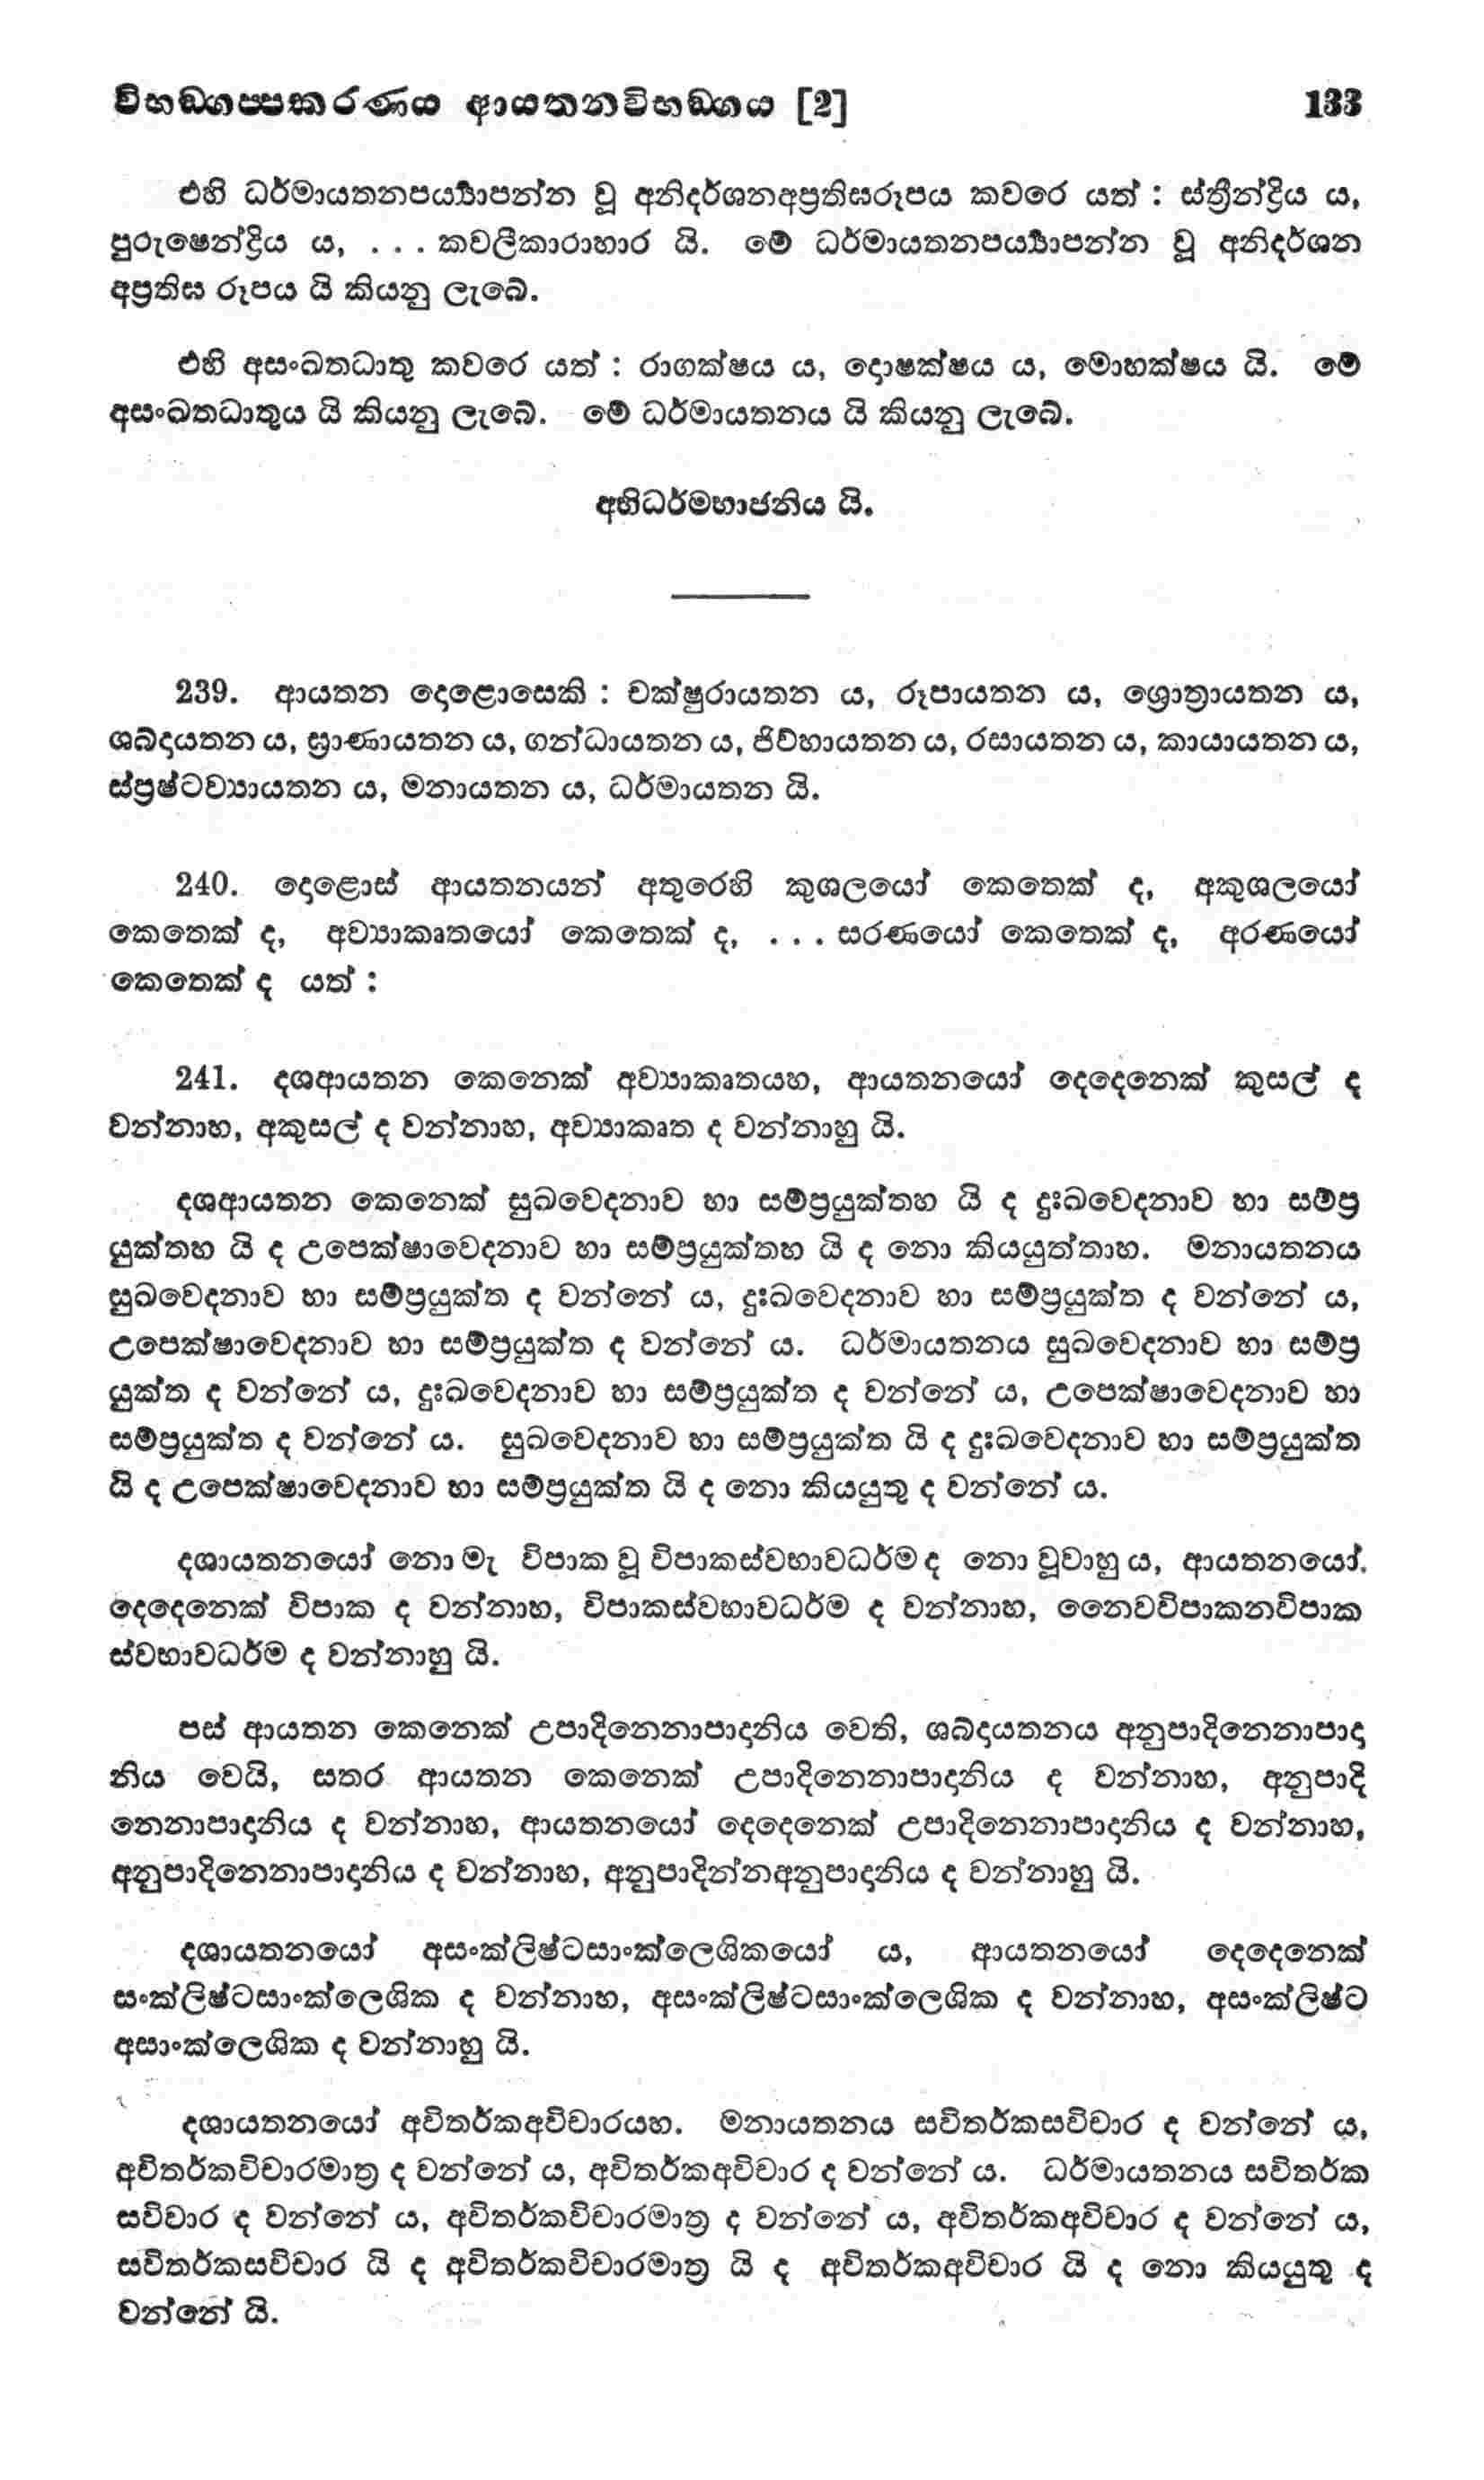 විභඞ්ගප්පකරණය ආයතනවිභඞ්ගය [2] 133
එහි ධර්මායතනපර්‍ය්‍යාපන්න වූ අනිදර්ශනඅප්‍රතිඝරූපය කවරෙ යත් : ස්ත්‍රීන්ද්‍රිය ය,
පුරුෂෙන්ද්‍රිය ය, . . . කවලීකාරාහාර යි. මේ ධර්මායතනපර්‍ය්‍යාපන්න වූ අනිදර්ශන
අප්‍රතිඝ රූපය යි කියනු ලැබේ.
එහි අසංඛතධාතු කවරෙ යත් : රාගක්ෂය ය, ද්‍වොෂක්ෂය ය, මොහක්ෂය යි. මේ
අසංඛතධාතුය යි කියනු ලැබේ. මේ ධර්මායතනය යි කියනු ලැබේ.
අභිධර්මභාජනිය යි.
239. ආයතන දොළොසෙකි : චක්ෂුරායතන ය, රූපායතන ය, ශ්‍රොත්‍රායතන ය,
ශබ්දායතන ය, ඝ්‍රාණායතන ය, ගන්ධායතන ය, ජිව්හායතන ය, රසායතන ය, කායායතන ය,
ස්ප්‍රෂ්ටව්‍යායතන ය, මනායතන ය, ධර්මායතන යි.
240. දොළොස් ආයතනයන් අතුරෙහි කුශලයෝ කෙතෙක් ද, අකුශලයෝ
කෙතෙක් ද, අව්‍යාකෘතයෝ කෙතෙක් ද, . . . සරණයෝ කෙතෙක් ද, අරණයෝ
කෙතෙක් ද යත් :
241. දශආයතන කෙනෙක් අව්‍යාකෘතයහ, ආයතනයෝ දෙදෙනෙක් කුසල් ද
වන්නාහ, අකුසල් ද වන්නාහ, අව්‍යාකෘත ද වන්නාහු යි.
දශආයතන කෙනෙක් සුඛවෙදනාව හා සම්ප්‍රයුක්තහ යි ද දුඃඛවෙදනාව හා සම්ප්‍ර
යුක්තහ යි ද උපෙක්ෂාවෙදනාව හා සම්ප්‍රයුක්තහ යි ද නො කියයුත්තාහ. මනායතනය
සුඛවෙදනාව හා සම්ප්‍රයුක්ත ද වන්නේ ය, දුඃඛවෙදනාව හා සම්ප්‍රයුක්ත ද වන්නේ ය,
උපෙක්ෂාවෙදනාව හා සම්ප්‍රයුක්ත ද වන්නේ ය. ධර්මායතනය සුඛවෙදනාව හා සම්ප්‍ර
යුක්ත ද වන්නේ ය, දුඃඛවෙදනාව හා සම්ප්‍රයුක්ත ද වන්නේ ය, උපෙක්ෂාවෙදනාව හා
සම්ප්‍රයුක්ත ද වන්නේ ය. සුඛවෙදනාව හා සම්ප්‍රයුක්ත යි ද දුඃඛවෙදනාව හා සම්ප්‍රයුක්ත
යි ද උපෙක්ෂාවෙදනාව හා සම්ප්‍රයුක්ත යි ද නො කියයුතු ද වන්නේ ය.
දශායතනයෝ නො මැ විපාක වූ විපාකස්වභාවධර්ම ද නො වූවාහු ය, ආයතනයෝ
දෙදෙනෙක් විපාක ද වන්නාහ, විපාකස්වභාවධර්ම ද වන්නාහ, නෛවවිපාකනවිපාක
ස්වභාවධර්ම ද වන්නාහු යි.
පස් ආයතන කෙනෙක් උපාදිනෙනාපාදානිය වෙති, ශබ්දායතනය අනුපාදිනෙනාපාදා
නිය වෙයි, සතර ආයතන කෙනෙක් උපාදිනෙනාපාදානිය ද වන්නාහ, අනුපාදි
නෙනාපාදානිය ද වන්නාහ, ආයතනයෝ දෙදෙනෙක් උපාදිනෙනාපාදානිය ද වන්නාහ,
අනුපාදිනෙනාපාදානිය ද වන්නාහ, අනුපාදින්නඅනුපාදානිය ද වන්නාහු යි.
දශායතනයෝ අසංක්ලිෂ්ටසාංක්ලෙශිකයෝ ය, ආයතනයෝ දෙදෙනෙක්
සංක්ලිෂ්ටසාංක්ලෙශික ද වන්නාහ, අසංක්ලිෂ්ටසාංක්ලෙශික ද වන්නාහ, අසංක්ලිෂ්ට
අසාංක්ලෙශික ද වන්නාහු යි.
දශායතනයෝ අවිතර්කඅවිචාරයහ. මනායතනය සවිතර්කසවිචාර ද වන්නේ ය,
අවිතර්කවිචාරමාත්‍ර ද වන්නේ ය, අවිතර්කඅවිචාර ද වන්නේ ය. ධර්මායතනය සවිතර්ක
සවිචාර ද වන්නේ ය, අවිතර්කවිචාරමාත්‍ර ද වන්නේ ය, අවිතර්කඅවිචාර ද වන්නේ ය,
සවිතර්කසවිචාර යි ද අවිතර්කවිචාරමාත්‍ර යි ද අවිතර්කඅවිචාර යි ද නො කියයුතු ද
වන්නේ යි.